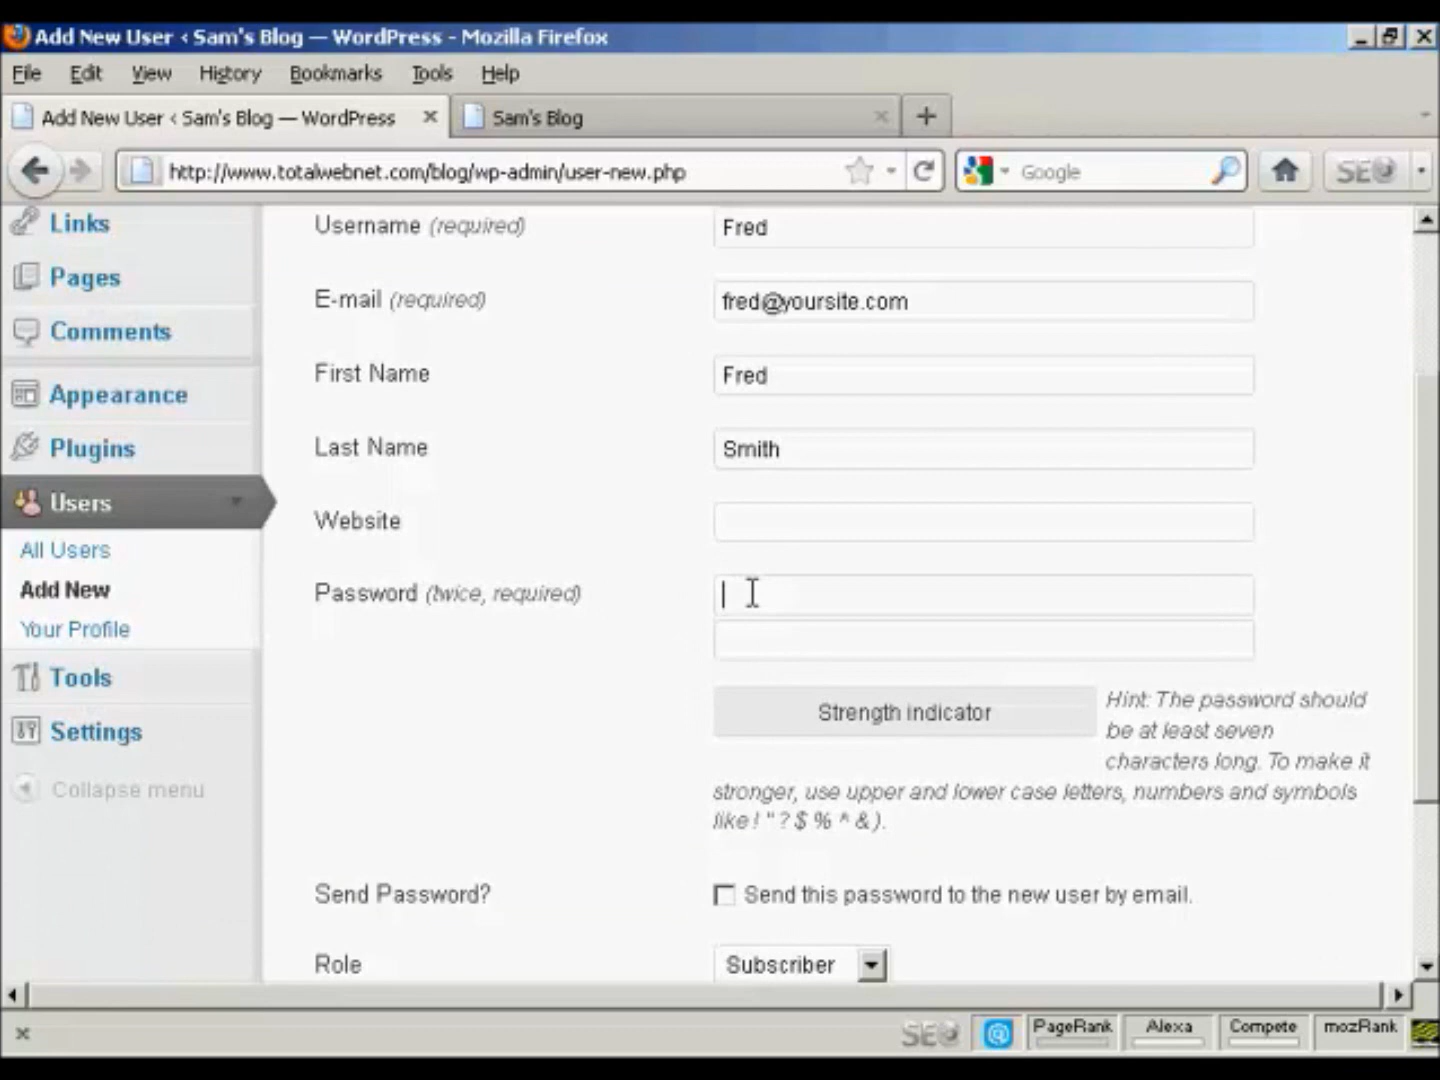 Add New User ‹ Sam's Blog — WordPress - Mozilla Firefox
File Edit View History Bookmarks Tools Help
Add New User ‹ Sam's Blog — WordPress
Sam's Blog
http://www.totalwebnet.com/blog/wp-admin/user-new.php
Google
SEO
Links
Pages
Comments
Appearance
Plugins
Users
All Users
Add New
Your Profile
Tools
Settings
Collapse menu
Username (required)
Fred
E-mail (required)
fred@yoursite.com
First Name
Fred
Last Name
Smith
Website
Password (twice, required)
Strength indicator
Hint: The password should
be at least seven
characters long. To make it
stronger, use upper and lower case letters, numbers and symbols
like ! " ? $ % ^ & ).
Send Password?
Send this password to the new user by email.
Role
Subscriber
SEO
PageRank
Alexa
Compete
mozRank